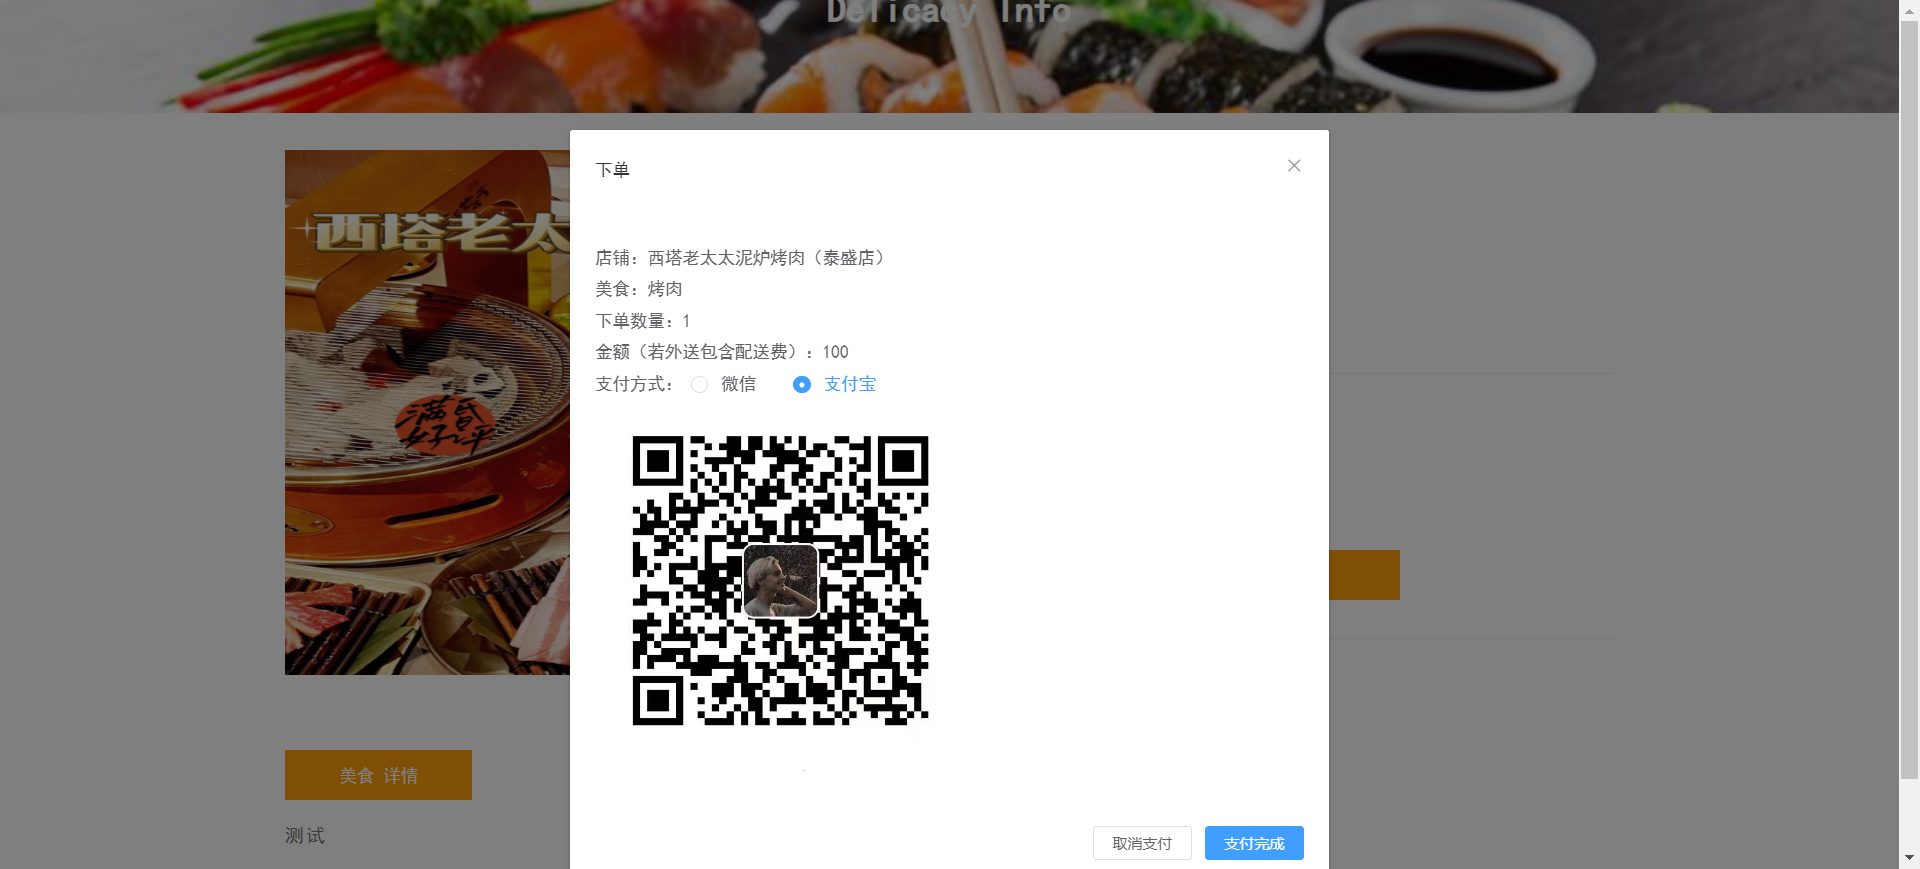 Delicacy Info
下单
西塔老太
店铺：西塔老太太泥炉烤肉（泰盛店）
美食：烤肉
下单数量：1
金额（若外送包含配送费）：100
支付方式： 微信 支付宝
满昏
好评
美食 详情
测试
取消支付 支付完成